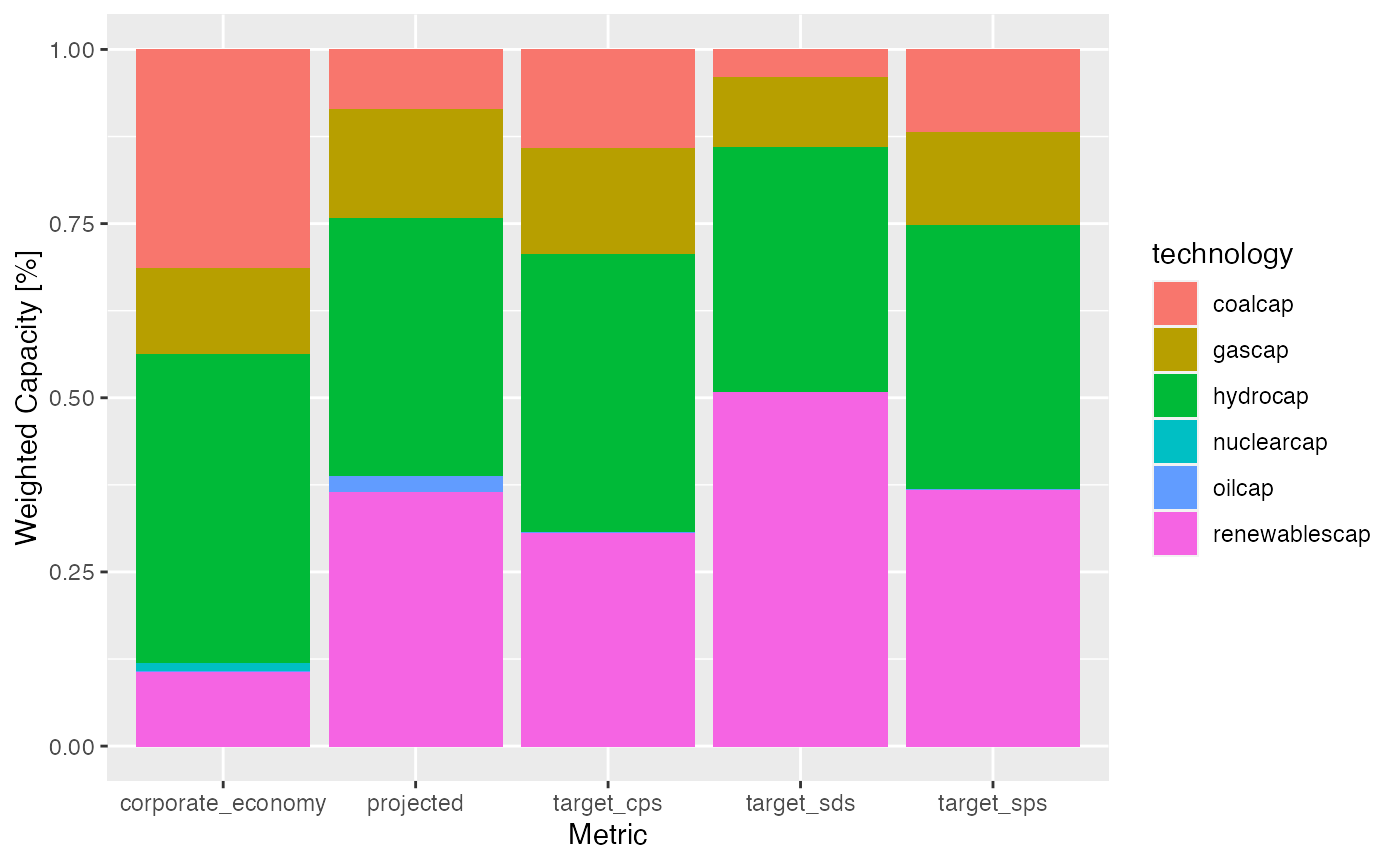 Weighted Capacity [%]
1.00
0.75
0.50
0.25
0.00
corporate_economy projected target_cps target_sds target_sps
Metric
technology
coalcap
gascap
hydrocap
nuclearcap
oilcap
renewablescap